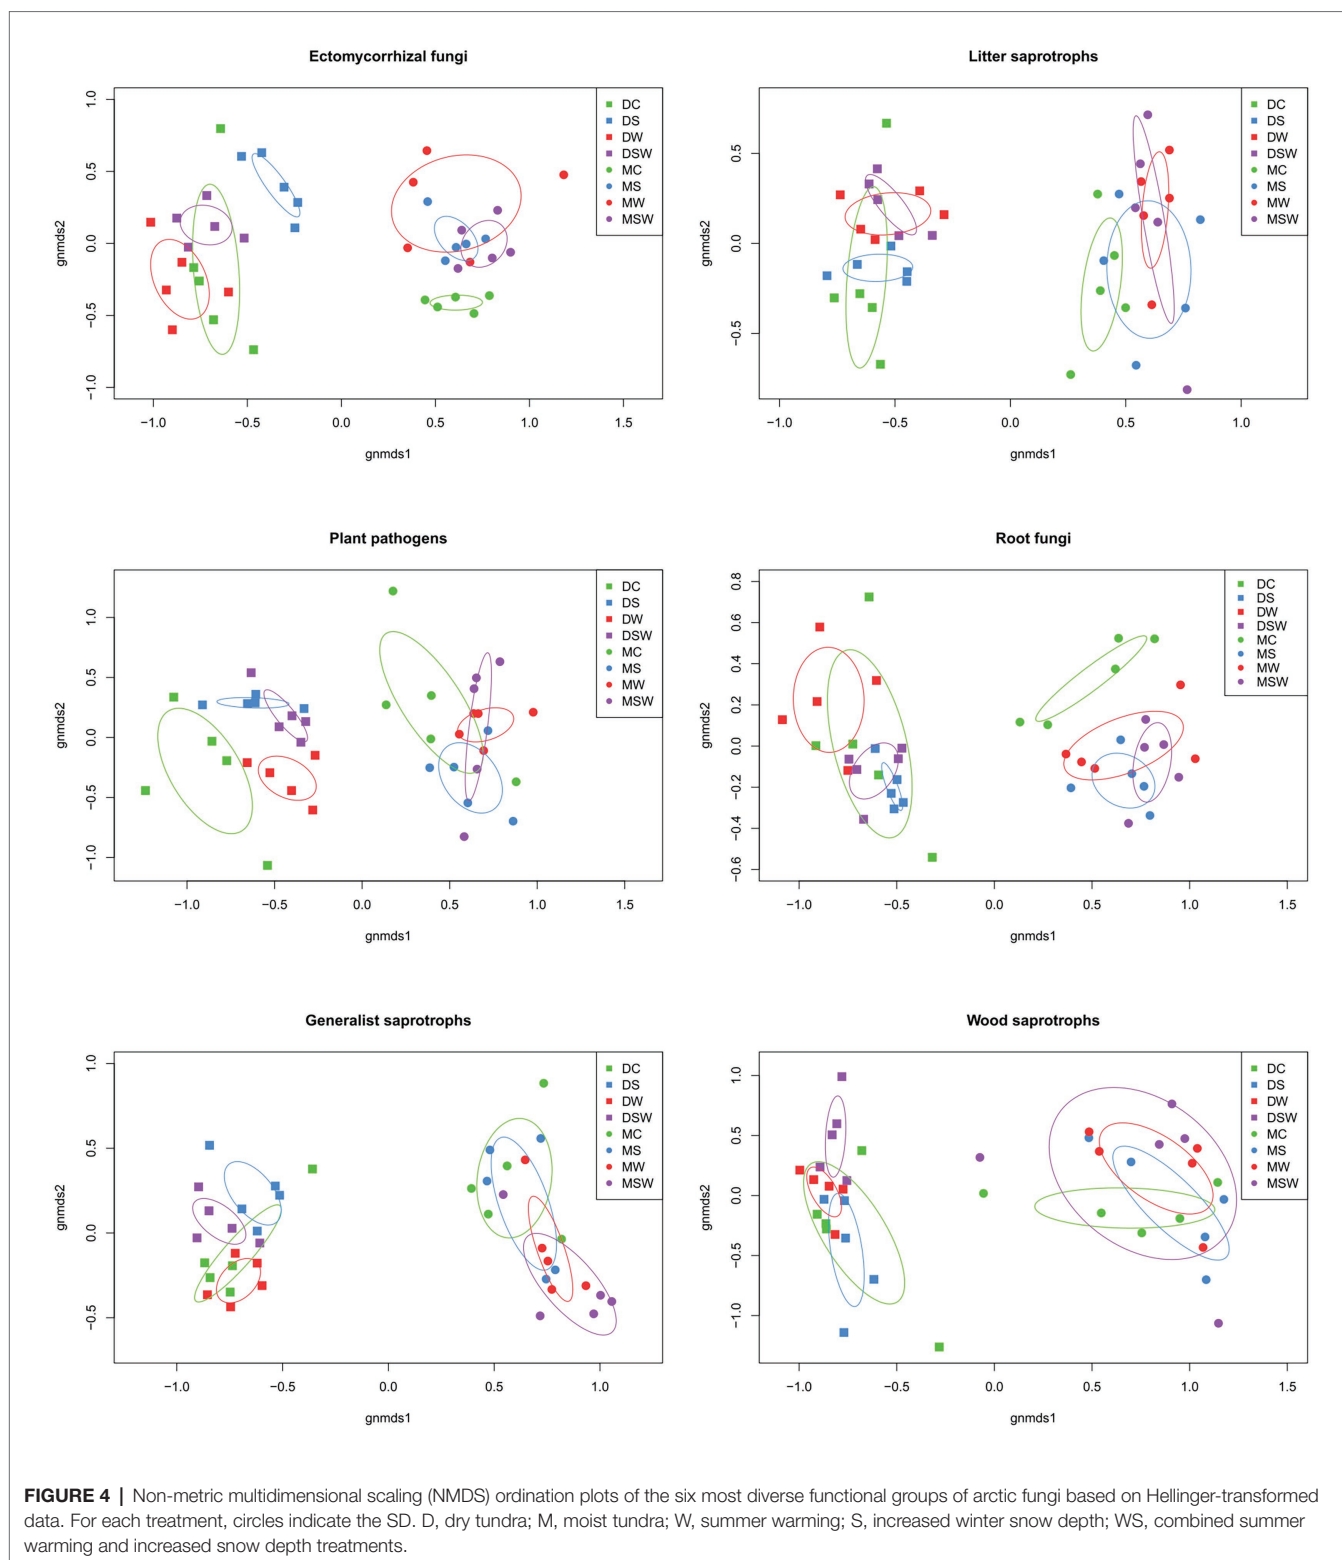 Ectomycorrhizal fungi
gnmds2
1.0
0.5
0.0
−0.5
−1.0
DC
DS
DW
DSW
MC
MS
MW
MSW
−1.0 −0.5 0.0 0.5 1.0 1.5
gnmds1
Litter saprotrophs
gnmds2
0.5
0.0
−0.5
DC
DS
DW
DSW
MC
MS
MW
MSW
−1.0 −0.5 0.0 0.5 1.0
gnmds1
Plant pathogens
gnmds2
1.0
0.5
0.0
−0.5
−1.0
DC
DS
DW
DSW
MC
MS
MW
MSW
−1.0 −0.5 0.0 0.5 1.0 1.5
gnmds1
Root fungi
gnmds2
0.8
0.6
0.4
0.2
0.0
−0.2
−0.4
−0.6
DC
DS
DW
DSW
MC
MS
MW
MSW
−1.0 −0.5 0.0 0.5 1.0 1.5
gnmds1
Generalist saprotrophs
gnmds2
1.0
0.5
0.0
−0.5
DC
DS
DW
DSW
MC
MS
MW
MSW
−1.0 −0.5 0.0 0.5 1.0
gnmds1
Wood saprotrophs
gnmds2
1.0
0.5
0.0
−0.5
−1.0
DC
DS
DW
DSW
MC
MS
MW
MSW
−1.0 −0.5 0.0 0.5 1.0 1.5
gnmds1
FIGURE 4 | Non-metric multidimensional scaling (NMDS) ordination plots of the six most diverse functional groups of arctic fungi based on Hellinger-transformed
data. For each treatment, circles indicate the SD. D, dry tundra; M, moist tundra; W, summer warming; S, increased winter snow depth; WS, combined summer
warming and increased snow depth treatments.